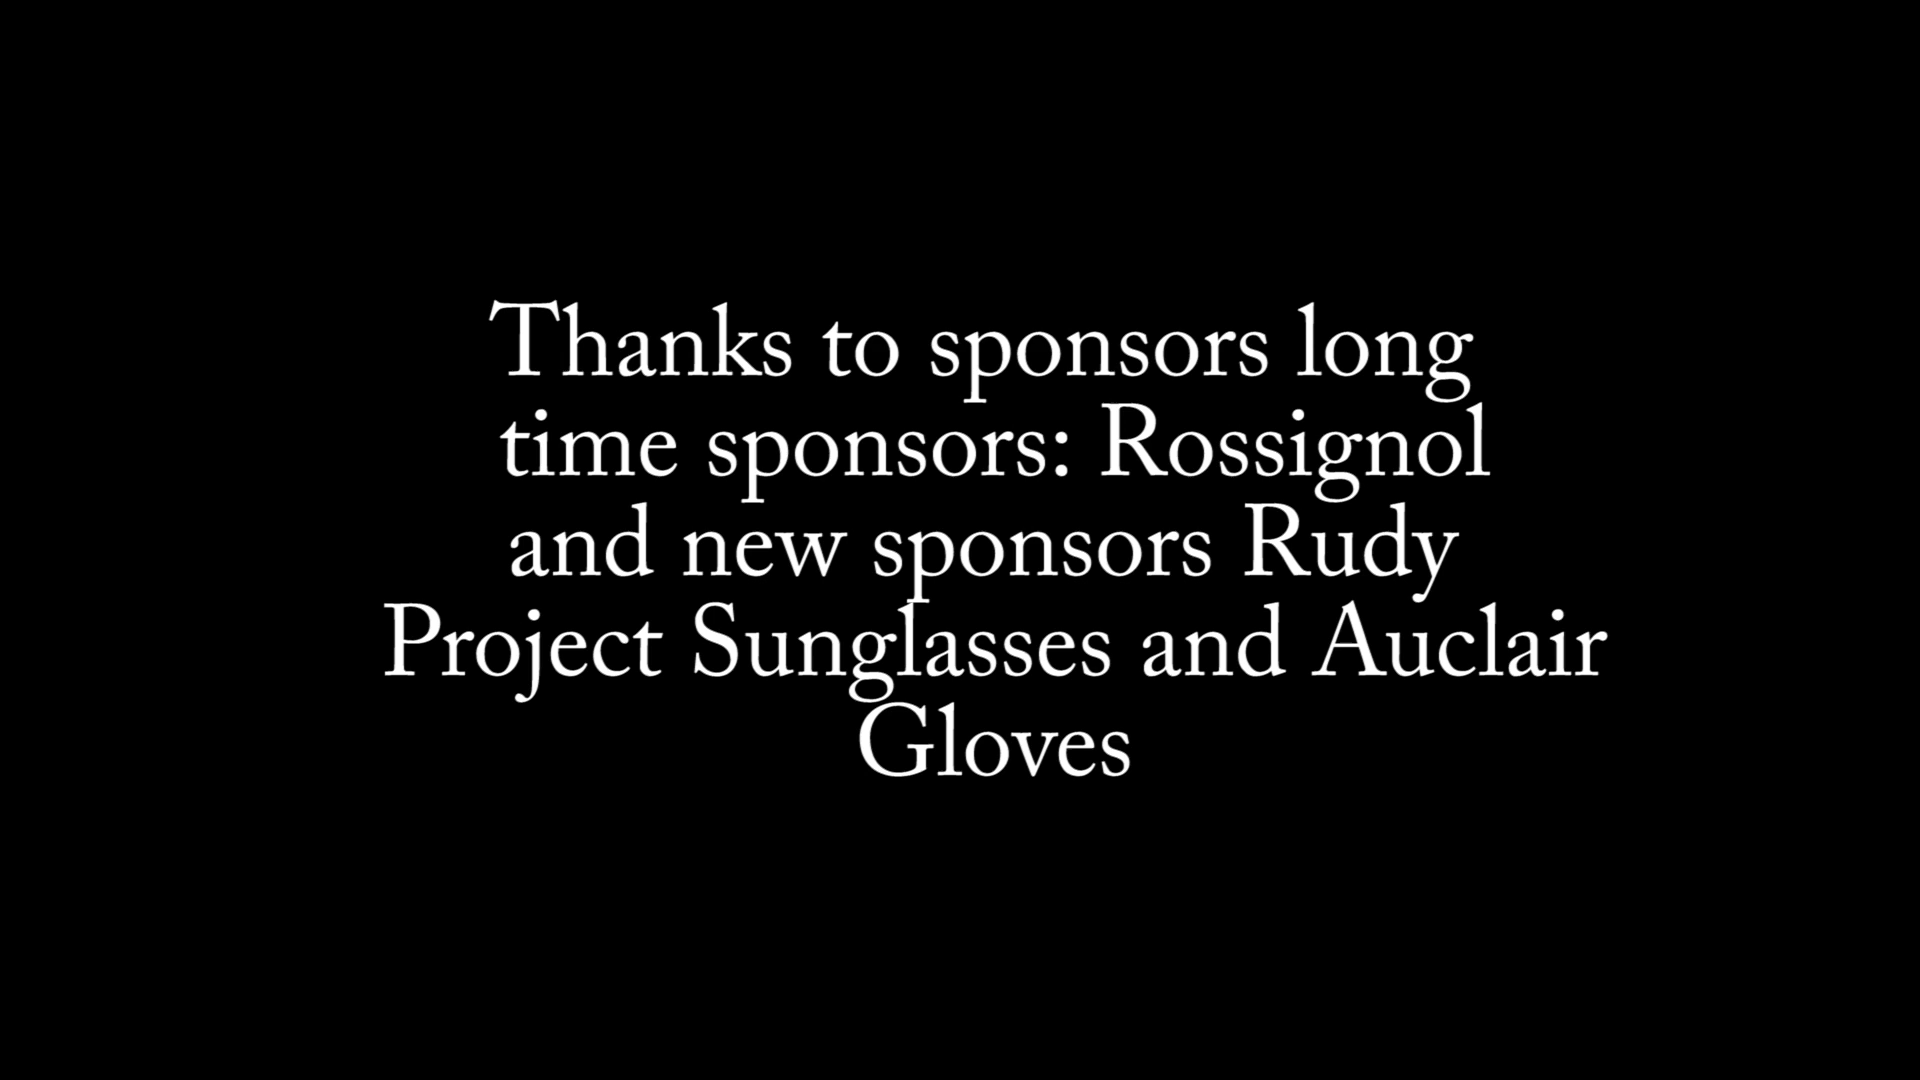 Thanks to sponsors long
time sponsors: Rossignol
and new sponsors Rudy
Project Sunglasses and Auclair
Gloves